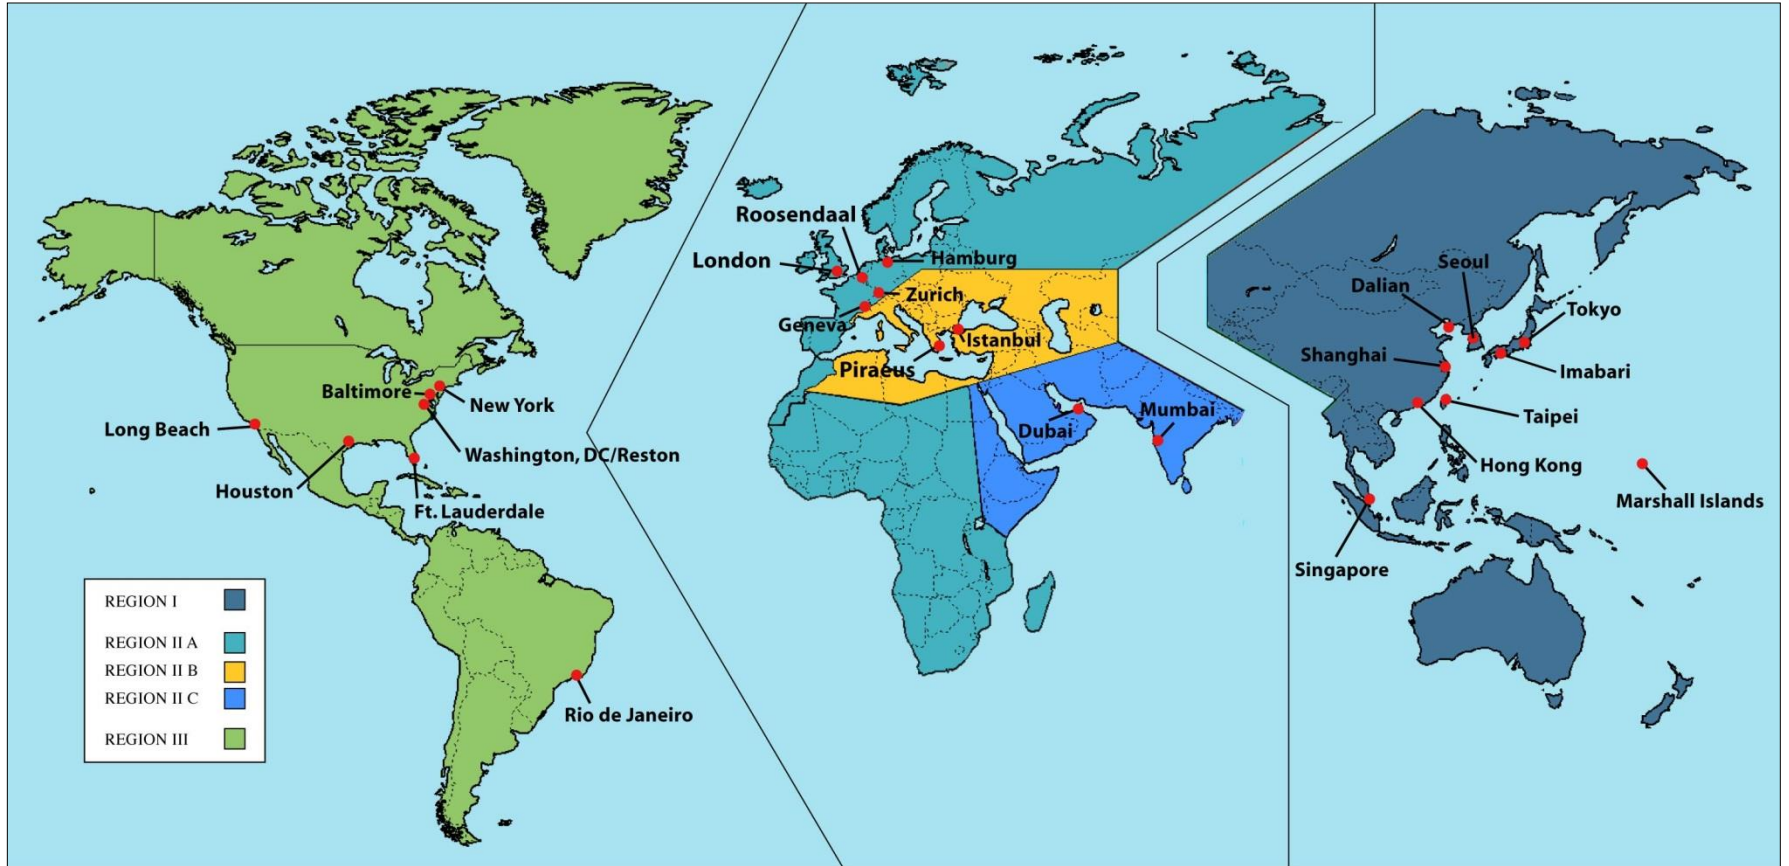 Roosendaal
London
Hamburg
Zurich
Geneva
Istanbul
Piraeus
Seoul
Dalian
Tokyo
Shanghai
Imabari
Taipei
Hong Kong
Marshall Islands
Singapore
Baltimore
New York
Long Beach
Washington, DC/Reston
Houston
Ft. Lauderdale
Dubai
Mumbai
Rio de Janeiro
REGION I
REGION II A
REGION II B
REGION II C
REGION III